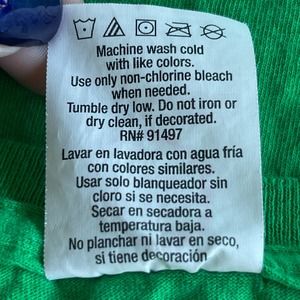 Machine wash cold
with like colors.
Use only non-chlorine bleach
when needed.
Tumble dry low. Do not iron or
dry clean, if decorated.
RN# 91497
Lavar en lavadora con agua fría
con colores similares.
Usar solo blanqueador sin
cloro si se necesita.
Secar en secadora a
temperatura baja.
No planchar ni lavar en seco,
si tiene decoración